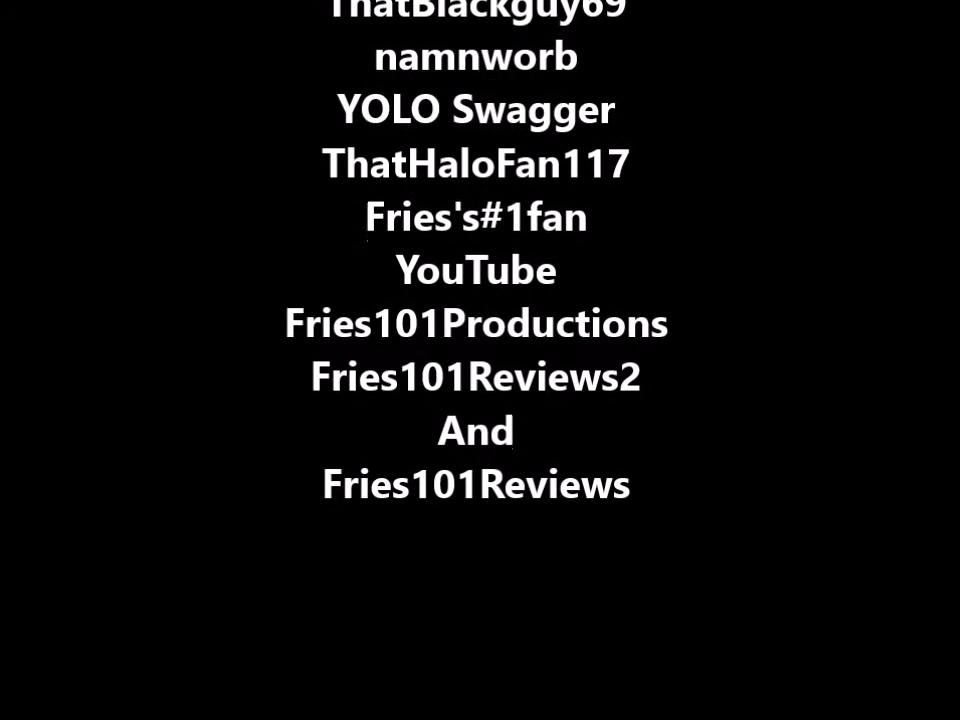 ThatBlackguy69
namnworb
YOLO Swagger
ThatHaloFan117
Fries's#1fan
YouTube
Fries101Productions
Fries101Reviews2
And
Fries101Reviews